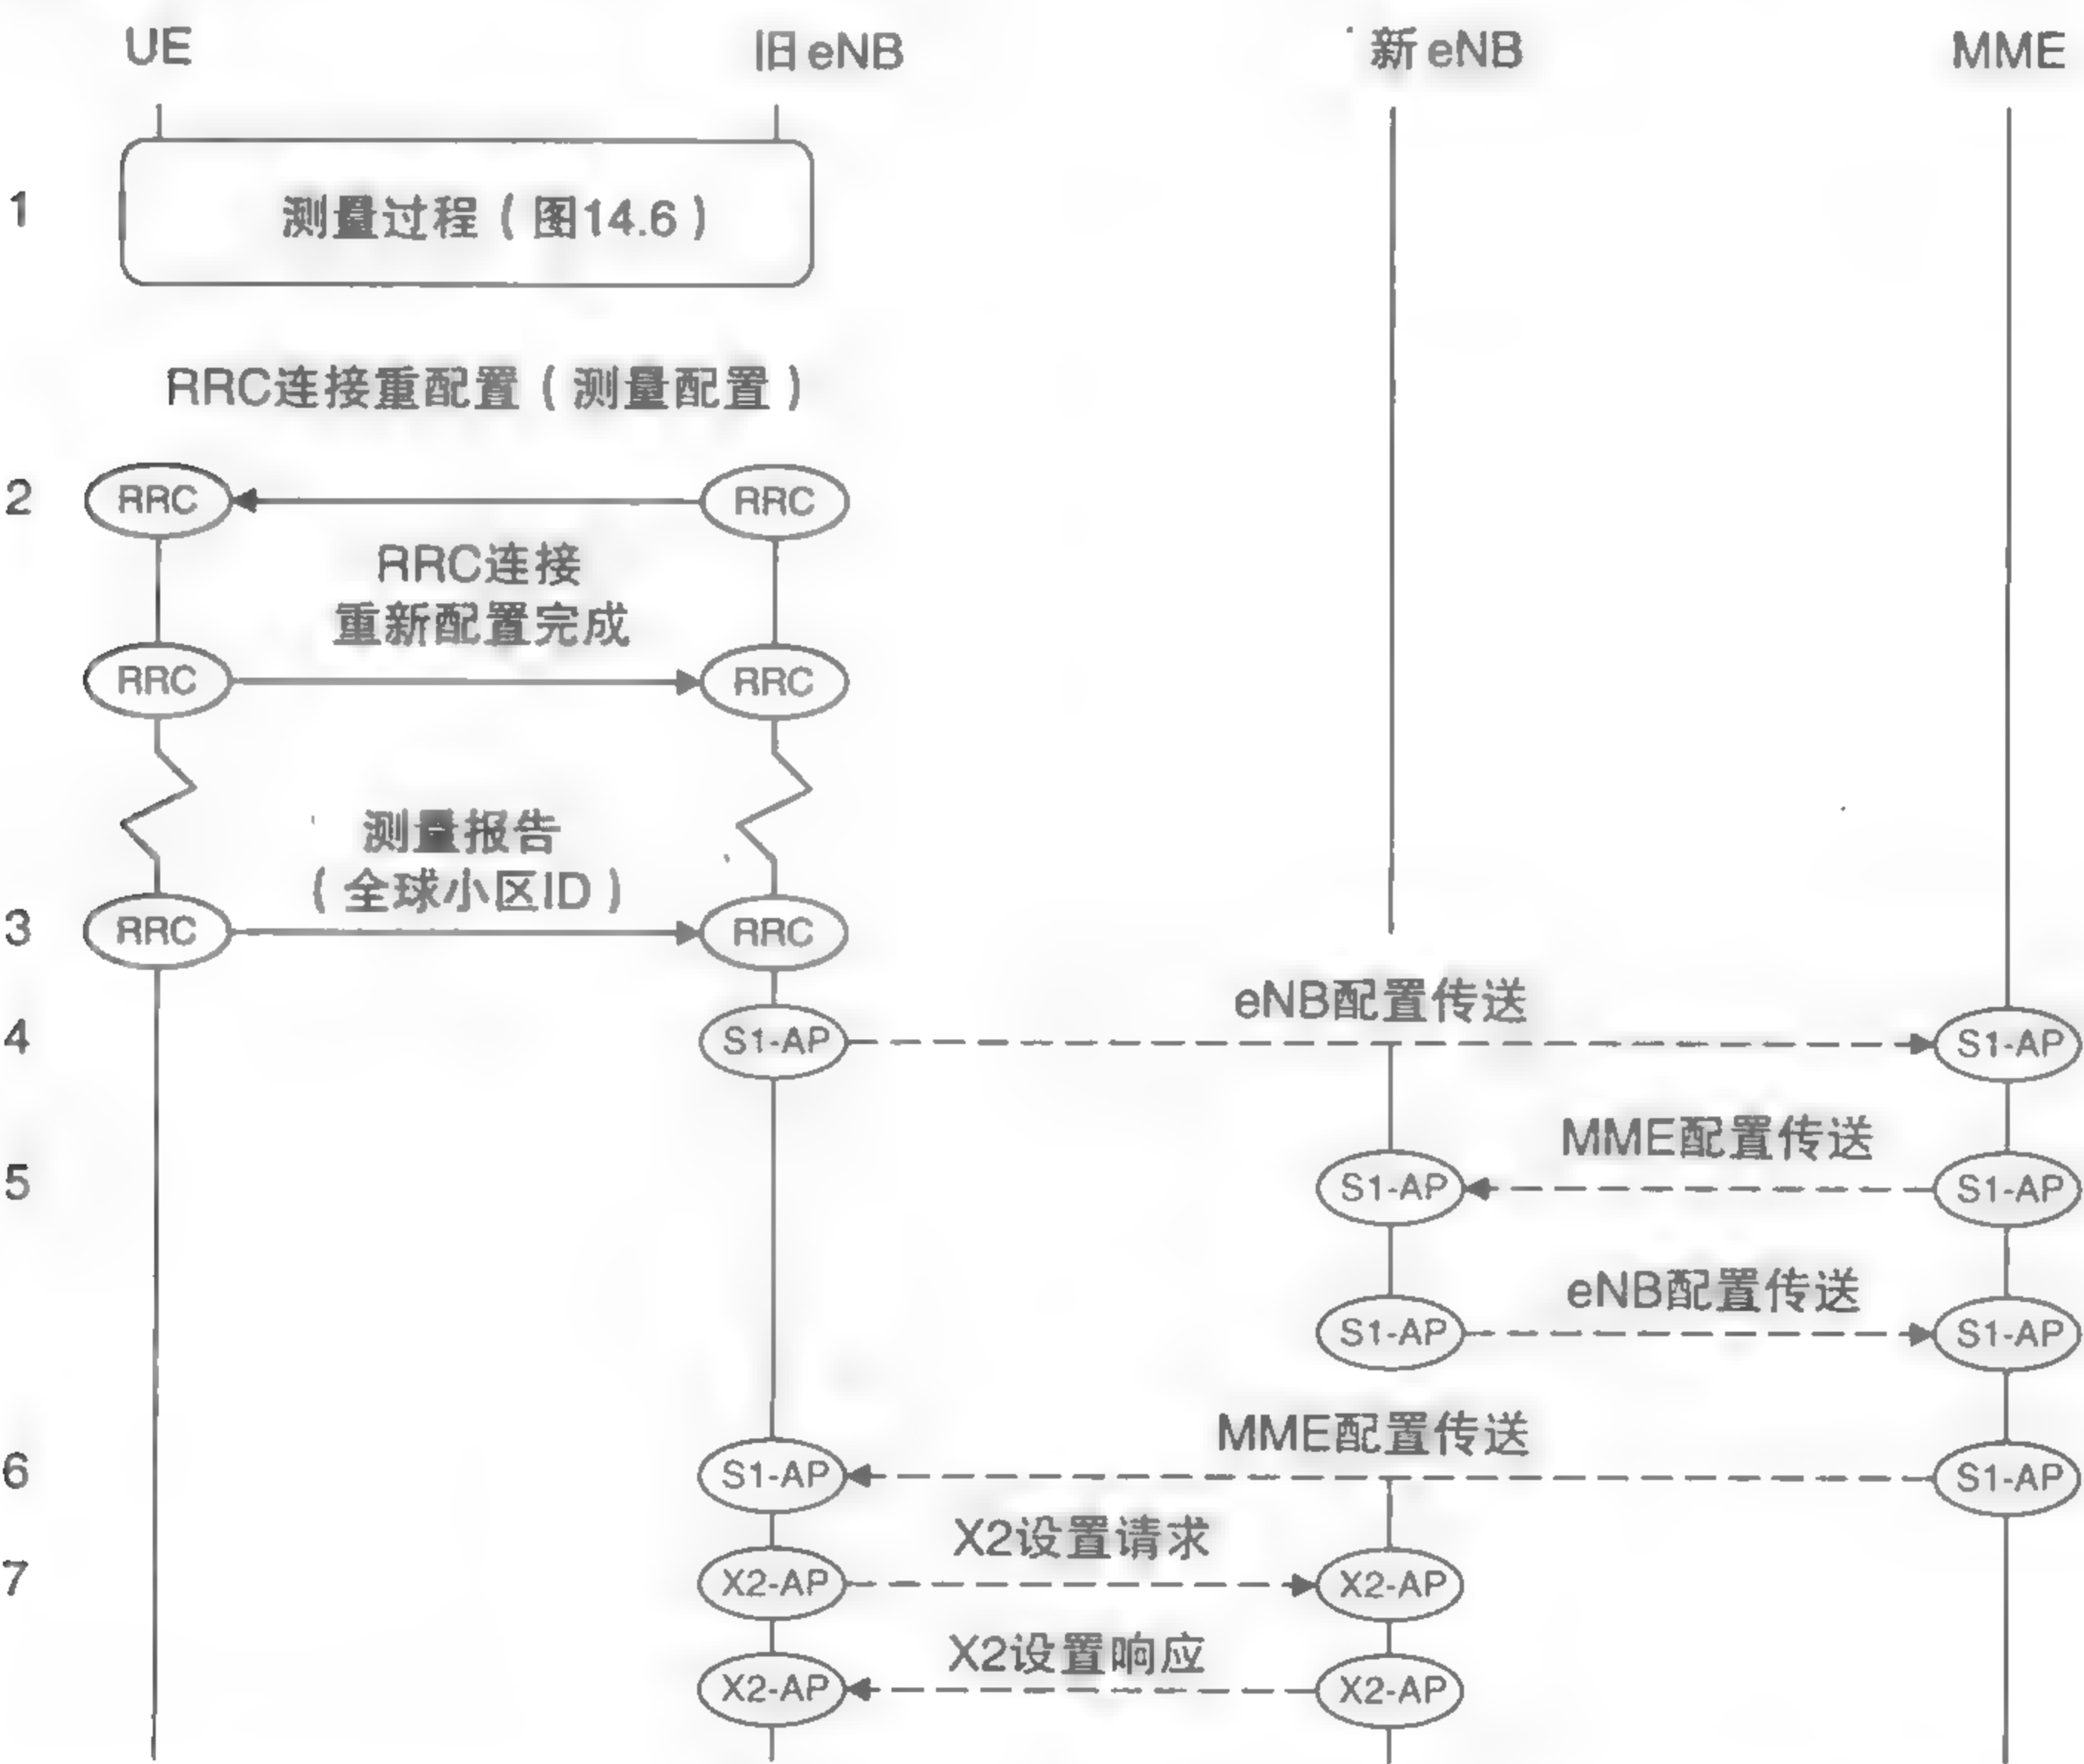 UE 旧eNB 新eNB MME
1 测量过程（图14.6）
RRC连接重配置（测量配置）
2 RRC RRC
RRC连接
重新配置完成
RRC RRC
测量报告
（全球小区ID）
3 RRC RRC
eNB配置传送
4 S1-AP S1-AP
MME配置传送
5 S1-AP S1-AP
eNB配置传送
S1-AP S1-AP
MME配置传送
6 S1-AP S1-AP
X2设置请求
7 X2-AP X2-AP
X2设置响应
X2-AP X2-AP